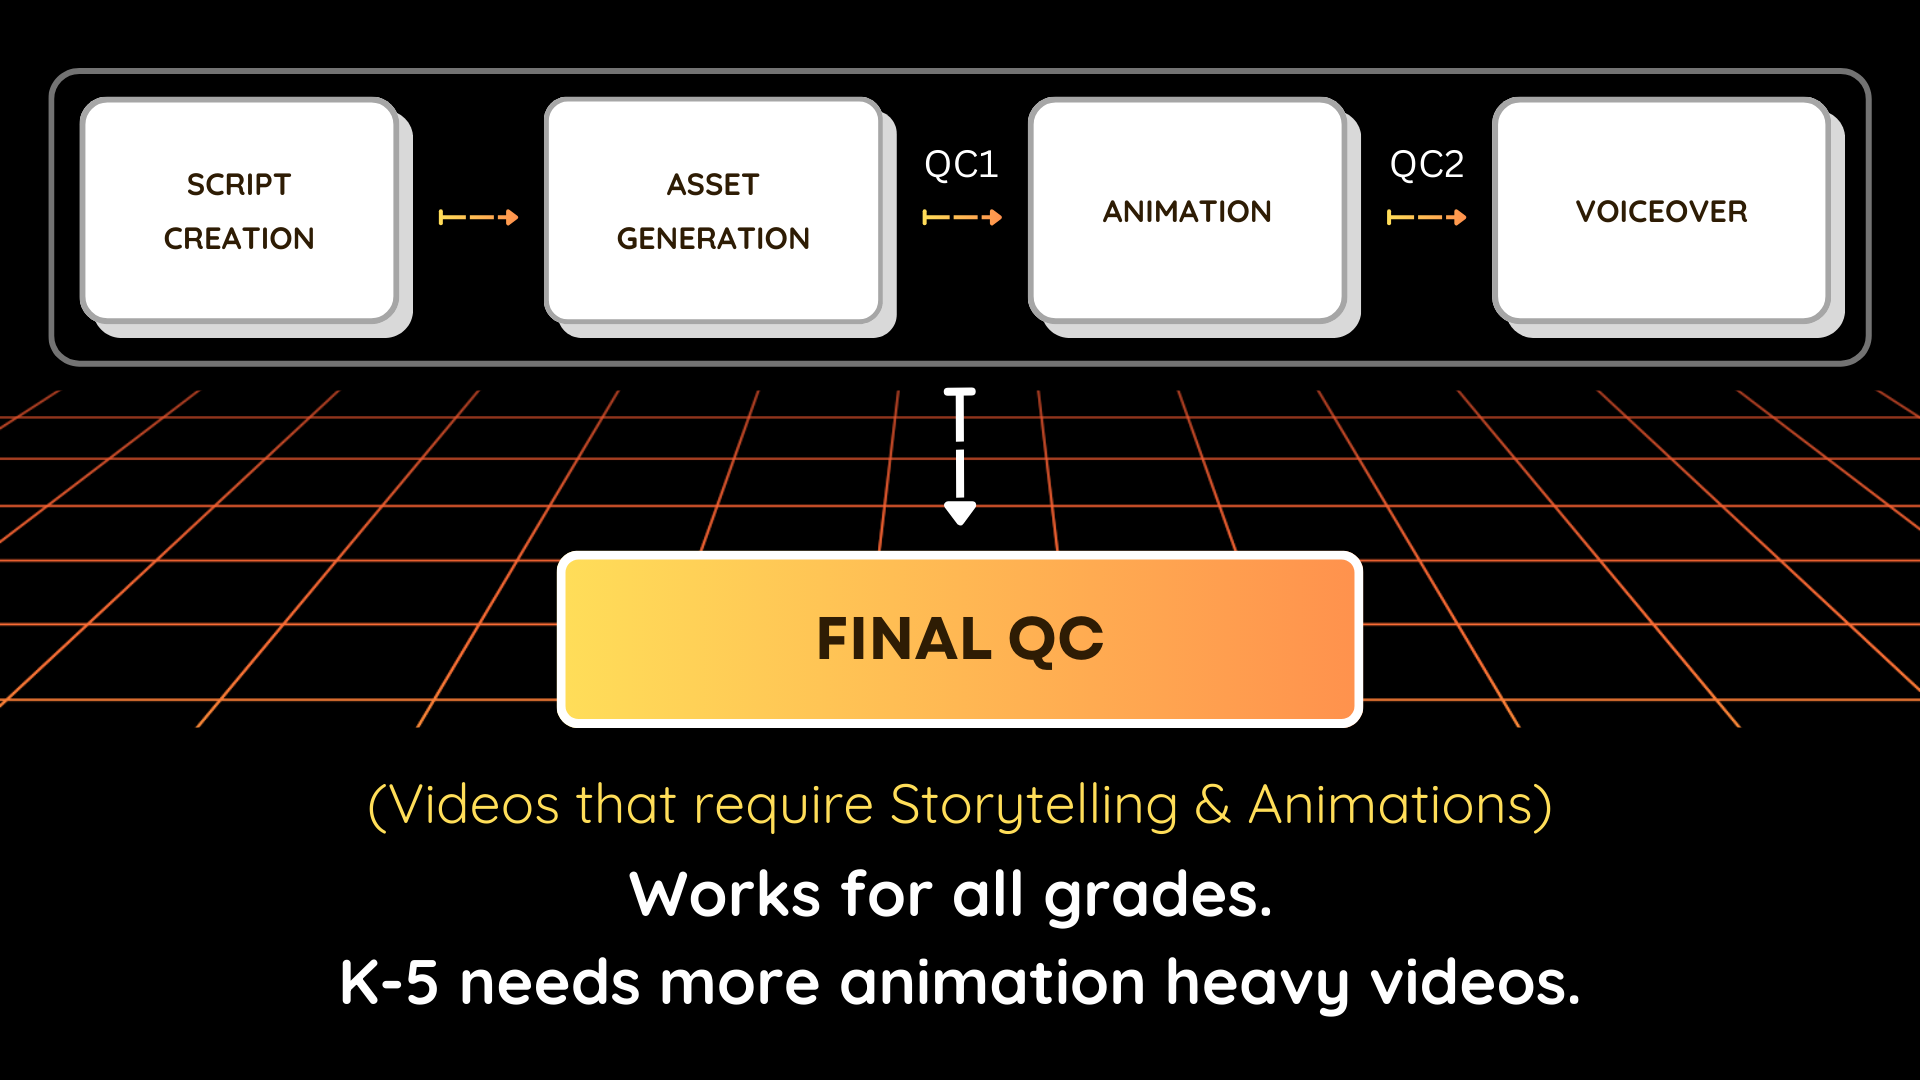 SCRIPT
CREATION
ASSET
GENERATION
QC1
ANIMATION
QC2
VOICEOVER
FINAL QC
(Videos that require Storytelling & Animations)
Works for all grades.
K-5 needs more animation heavy videos.